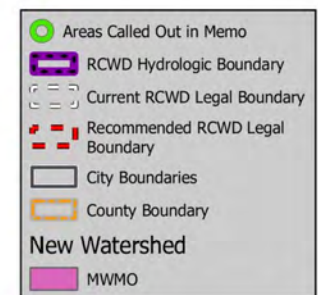 Areas Called Out in Memo
RCWD Hydrologic Boundary
Current RCWD Legal Boundary
Recommended RCWD Legal
Boundary
City Boundaries
County Boundary
New Watershed
MWMO